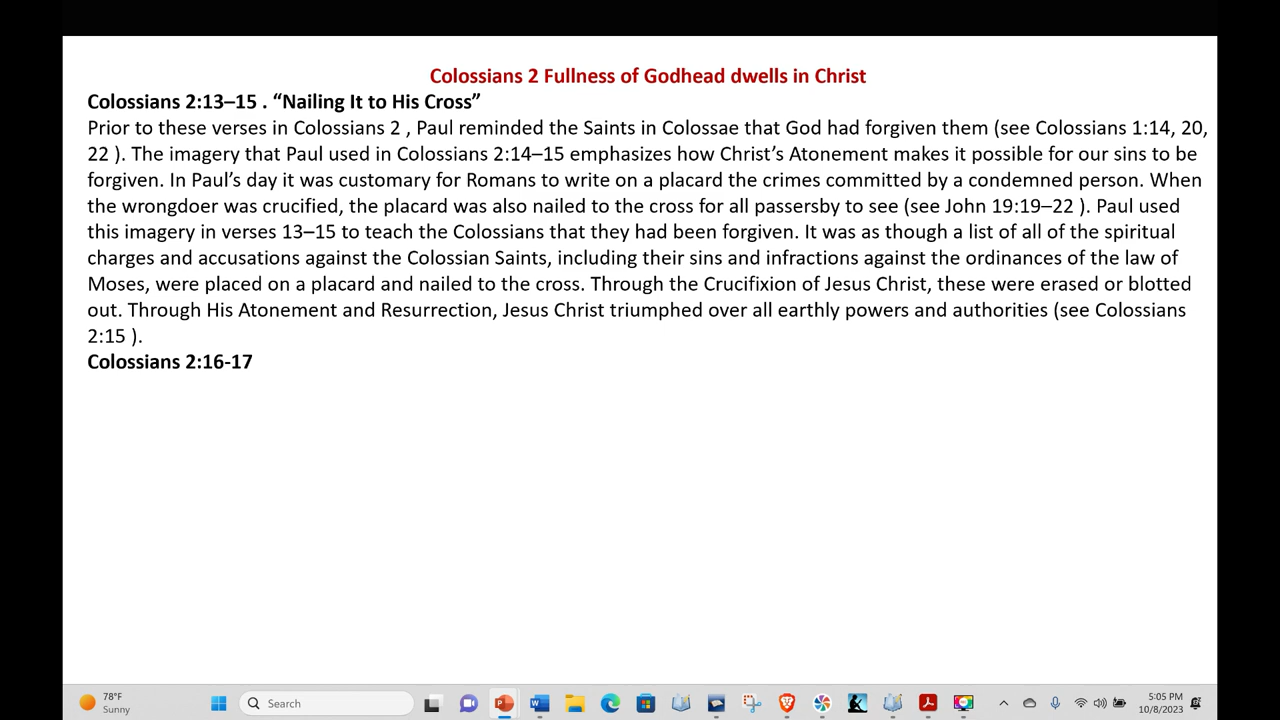 Colossians 2 Fullness of Godhead dwells in Christ
Colossians 2:13–15 . “Nailing It to His Cross”
Prior to these verses in Colossians 2 , Paul reminded the Saints in Colossae that God had forgiven them (see Colossians 1:14, 20,
22 ). The imagery that Paul used in Colossians 2:14–15 emphasizes how Christ’s Atonement makes it possible for our sins to be
forgiven. In Paul’s day it was customary for Romans to write on a placard the crimes committed by a condemned person. When
the wrongdoer was crucified, the placard was also nailed to the cross for all passersby to see (see John 19:19–22 ). Paul used
this imagery in verses 13–15 to teach the Colossians that they had been forgiven. It was as though a list of all of the spiritual
charges and accusations against the Colossian Saints, including their sins and infractions against the ordinances of the law of
Moses, were placed on a placard and nailed to the cross. Through the Crucifixion of Jesus Christ, these were erased or blotted
out. Through His Atonement and Resurrection, Jesus Christ triumphed over all earthly powers and authorities (see Colossians
2:15 ).
Colossians 2:16-17
78°F
Sunny
Search
5:05 PM
10/8/2023